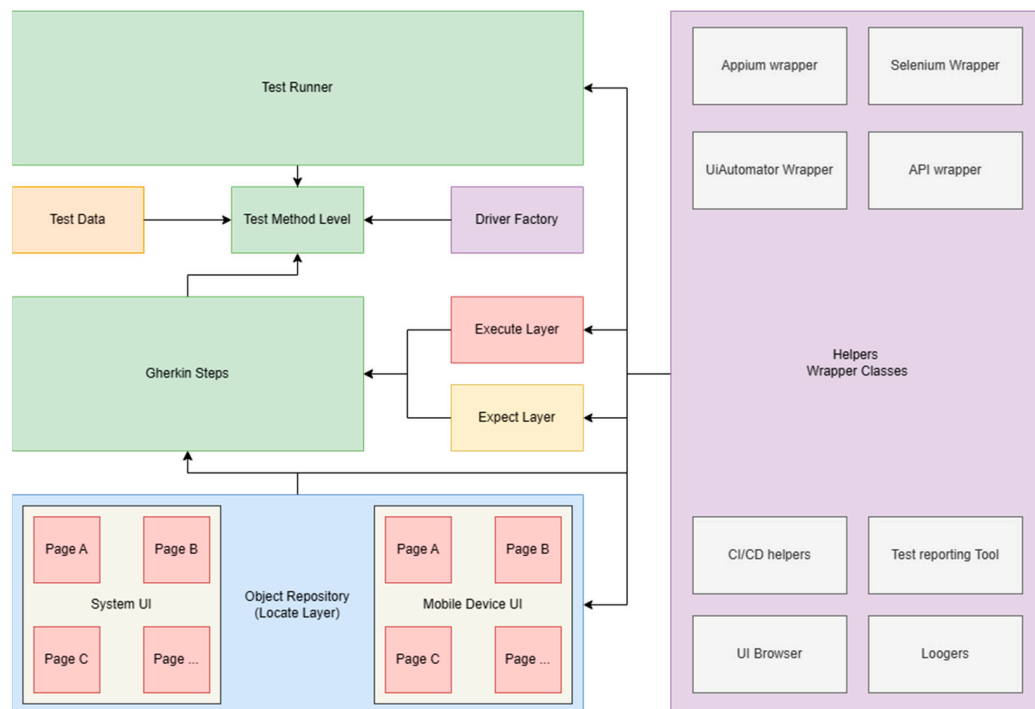 Test Runner
Appium wrapper
Selenium Wrapper
UiAutomator Wrapper
API wrapper
Test Data
Test Method Level
Driver Factory
Gherkin Steps
Execute Layer
Expect Layer
Helpers
Wrapper Classes
Page A
Page B
System UI
Page C
Page ...
Object Repository
(Locate Layer)
Page A
Page B
Mobile Device UI
Page C
Page ...
CI/CD helpers
Test reporting Tool
UI Browser
Loogers